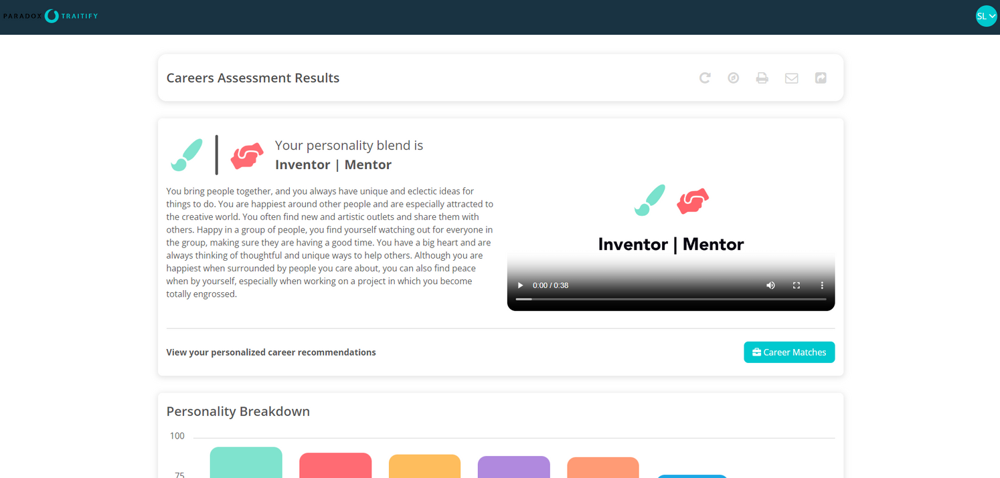 PARADOX TRAITIFY
SL
Careers Assessment Results
Your personality blend is
Inventor | Mentor
You bring people together, and you always have unique and eclectic ideas for
things to do. You are happiest around other people and are especially attracted to
the creative world. You often find new and artistic outlets and share them with
others. Happy in a group of people, you find yourself watching out for everyone in
the group, making sure they are having a good time. You have a big heart and are
always thinking of thoughtful and unique ways to help others. Although you are
happiest when surrounded by people you care about, you can also find peace
when by yourself, especially when working on a project in which you become
totally engrossed.
Inventor | Mentor
0:00 / 0:38
View your personalized career recommendations
Career Matches
Personality Breakdown
100
75